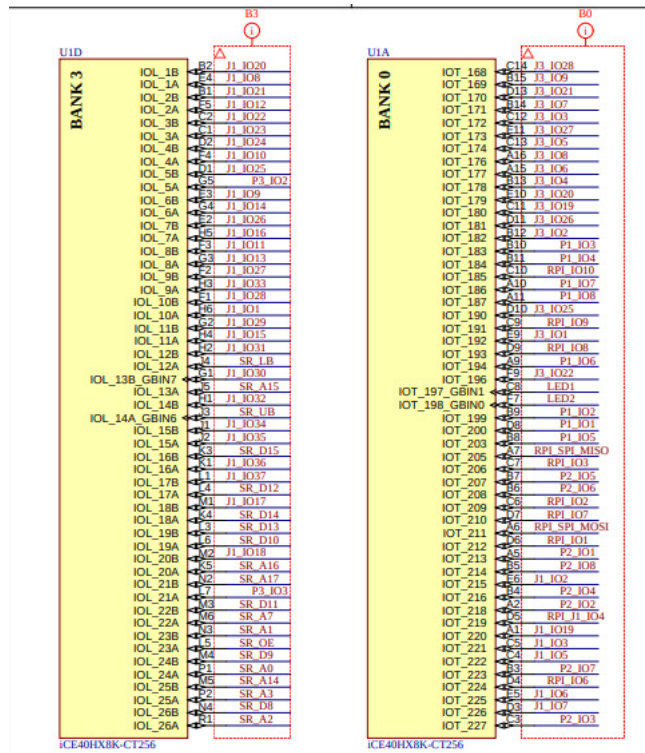 B3
U1D
BANK 3
IOL_1B B2 J1_IO20
IOL_1A E4 J1_IO8
IOL_2B B1 J1_IO21
IOL_2A F5 J1_IO12
IOL_3B C2 J1_IO22
IOL_3A C1 J1_IO23
IOL_4B D2 J1_IO24
IOL_4A F4 J1_IO10
IOL_5B D1 J1_IO25
IOL_5A G5 P3_IO2
IOL_6B E3 J1_IO9
IOL_6A G4 J1_IO14
IOL_7B E2 J1_IO26
IOL_7A H5 J1_IO16
IOL_8B F3 J1_IO11
IOL_8A G3 J1_IO13
IOL_9B F2 J1_IO27
IOL_9A H3 J1_IO33
IOL_10B F1 J1_IO28
IOL_10A H6 J1_IO1
IOL_11B G2 J1_IO29
IOL_11A H4 J1_IO15
IOL_12B H2 J1_IO31
IOL_12A J4 SR_LB
IOL_13B_GBIN7 G1 J1_IO30
IOL_13A J5 SR_A15
IOL_14B H1 J1_IO32
IOL_14A_GBIN6 J3 SR_UB
IOL_15B J1 J1_IO34
IOL_15A J2 J1_IO35
IOL_16B K3 SR_D15
IOL_16A K1 J1_IO36
IOL_17B L1 J1_IO37
IOL_17A L4 SR_D12
IOL_18B M1 J1_IO17
IOL_18A K4 SR_D14
IOL_19B L3 SR_D13
IOL_19A L6 SR_D10
IOL_20B M2 J1_IO18
IOL_20A K5 SR_A16
IOL_21B N2 SR_A17
IOL_21A L7 P3_IO3
IOL_22B M3 SR_D11
IOL_22A M6 SR_A7
IOL_23B N3 SR_A1
IOL_23A L5 SR_OE
IOL_24B M4 SR_D9
IOL_24A P1 SR_A0
IOL_25B M5 SR_A14
IOL_25A P2 SR_A3
IOL_26B N4 SR_D8
IOL_26A R1 SR_A2
iCE40HX8K-CT256
B0
U1A
BANK 0
IOT_168 C14 J3_IO28
IOT_169 B15 J3_IO9
IOT_170 D13 J3_IO21
IOT_171 B14 J3_IO7
IOT_172 C12 J3_IO3
IOT_173 E11 J3_IO27
IOT_174 C13 J3_IO5
IOT_176 A16 J3_IO8
IOT_177 A15 J3_IO6
IOT_178 B13 J3_IO4
IOT_179 E10 J3_IO20
IOT_180 C11 J3_IO19
IOT_181 D11 J3_IO26
IOT_182 B12 J3_IO2
IOT_183 B10 P1_IO3
IOT_184 B11 P1_IO4
IOT_185 C10 RPI_IO10
IOT_186 A10 P1_IO7
IOT_187 A11 P1_IO8
IOT_190 D10 J3_IO25
IOT_191 C9 RPI_IO9
IOT_192 E9 J3_IO1
IOT_193 D9 RPI_IO8
IOT_194 A9 P1_IO6
IOT_196 F9 J3_IO22
IOT_197_GBIN1 C8 LED1
IOT_198_GBIN0 F7 LED2
IOT_199 B9 P1_IO2
IOT_200 D8 P1_IO1
IOT_203 B8 P1_IO5
IOT_205 A7 RPI_SPI_MISO
IOT_206 C7 RPI_IO3
IOT_207 B7 P2_IO5
IOT_208 B6 P2_IO6
IOT_209 C6 RPI_IO2
IOT_210 D7 RPI_IO7
IOT_211 A6 RPI_SPI_MOSI
IOT_212 D6 RPI_IO1
IOT_213 A5 P2_IO1
IOT_214 B5 P2_IO8
IOT_215 E6 J1_IO2
IOT_216 B4 P2_IO4
IOT_218 A2 P2_IO2
IOT_219 D5 RPI_J1_IO4
IOT_220 A1 J1_IO19
IOT_221 C5 J1_IO3
IOT_222 C4 J1_IO5
IOT_223 B3 P2_IO7
IOT_224 D4 RPI_IO6
IOT_225 E5 J1_IO6
IOT_226 D3 J1_IO7
IOT_227 C3 P2_IO3
iCE40HX8K-CT256